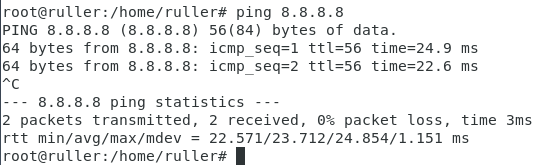 root@ruller:/home/ruller# ping 8.8.8.8
PING 8.8.8.8 (8.8.8.8) 56(84) bytes of data.
64 bytes from 8.8.8.8: icmp_seq=1 ttl=56 time=24.9 ms
64 bytes from 8.8.8.8: icmp_seq=2 ttl=56 time=22.6 ms
^C
--- 8.8.8.8 ping statistics ---
2 packets transmitted, 2 received, 0% packet loss, time 3ms
rtt min/avg/max/mdev = 22.571/23.712/24.854/1.151 ms
root@ruller:/home/ruller#